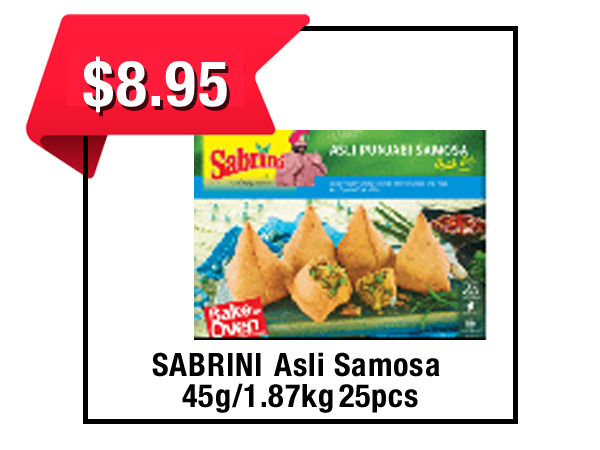 $8.95
Sabrini
ASLI PUNJABI SAMOSA
Bake in
Oven
SABRINI Asli Samosa
45g/1.87kg 25pcs